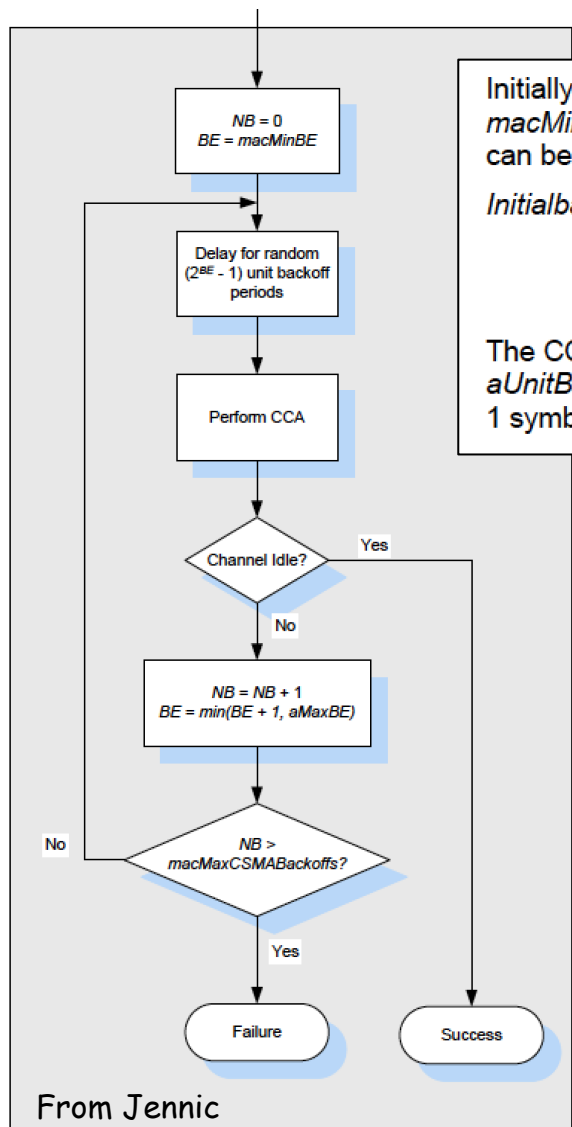 NB = 0
BE = macMinBE
Delay for random
(2^BE - 1) unit backoff
periods
Perform CCA
Channel Idle?
Yes
No
NB = NB + 1
BE = min(BE + 1, aMaxBE)
NB >
macMaxCSMABackoffs?
No
Yes
Failure
Success
From Jennic
Initially
can be
The
1